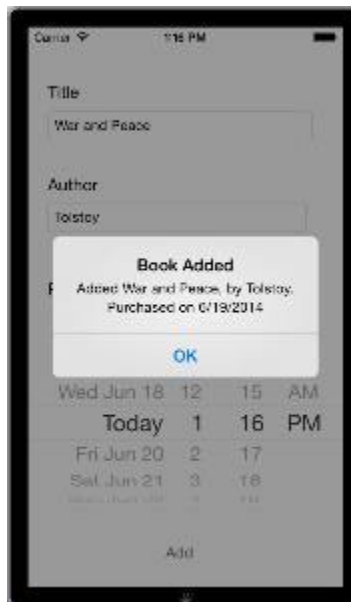 Carrier 1:16 PM
Title
War and Peace
Author
Tolstoy
Book Added
Added War and Peace, by Tolstoy.
Purchased on 6/19/2014
OK
Wed Jun 18 12 15 AM
Today 1 16 PM
Fri Jun 20 2 17
Sat Jun 21 3 18
Add